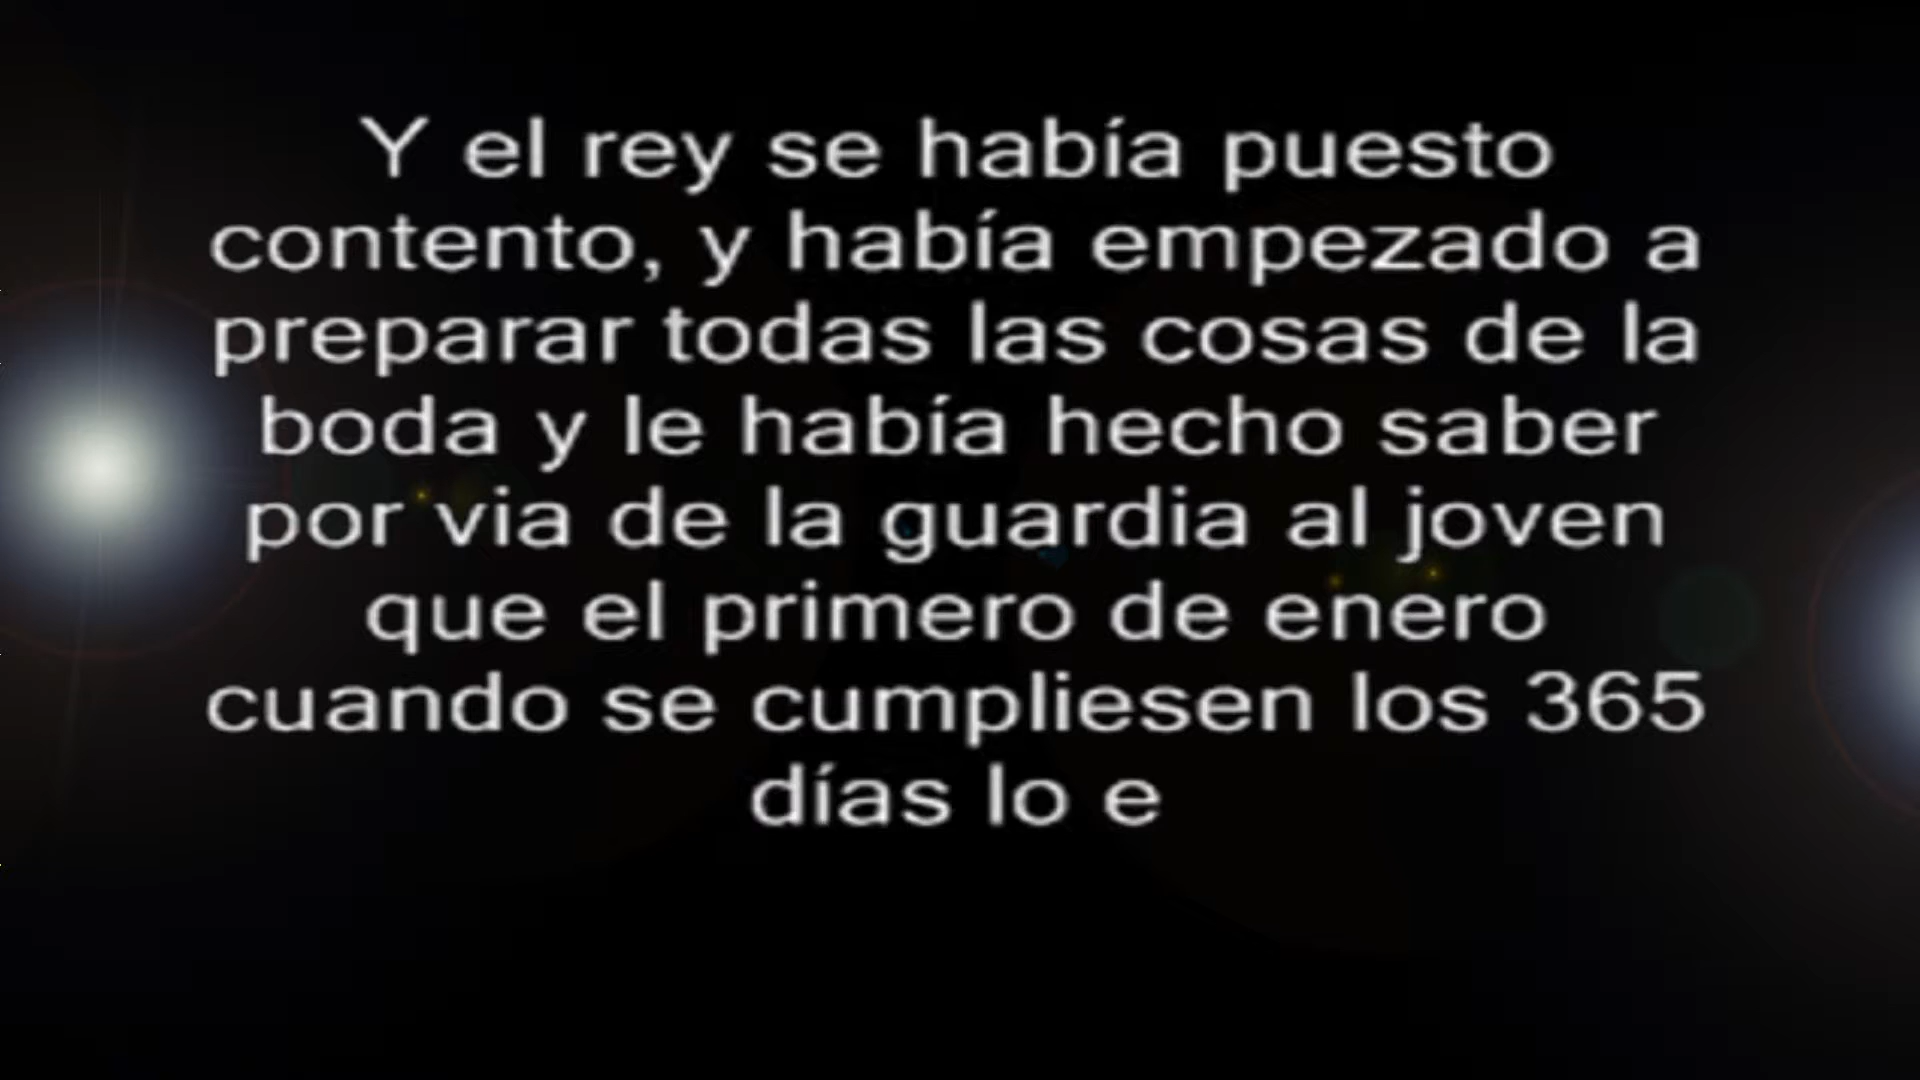 Y el rey se había puesto
contento, y había empezado a
preparar todas las cosas de la
boda y le había hecho saber
por via de la guardia al joven
que el primero de enero
cuando se cumpliesen los 365
días lo e